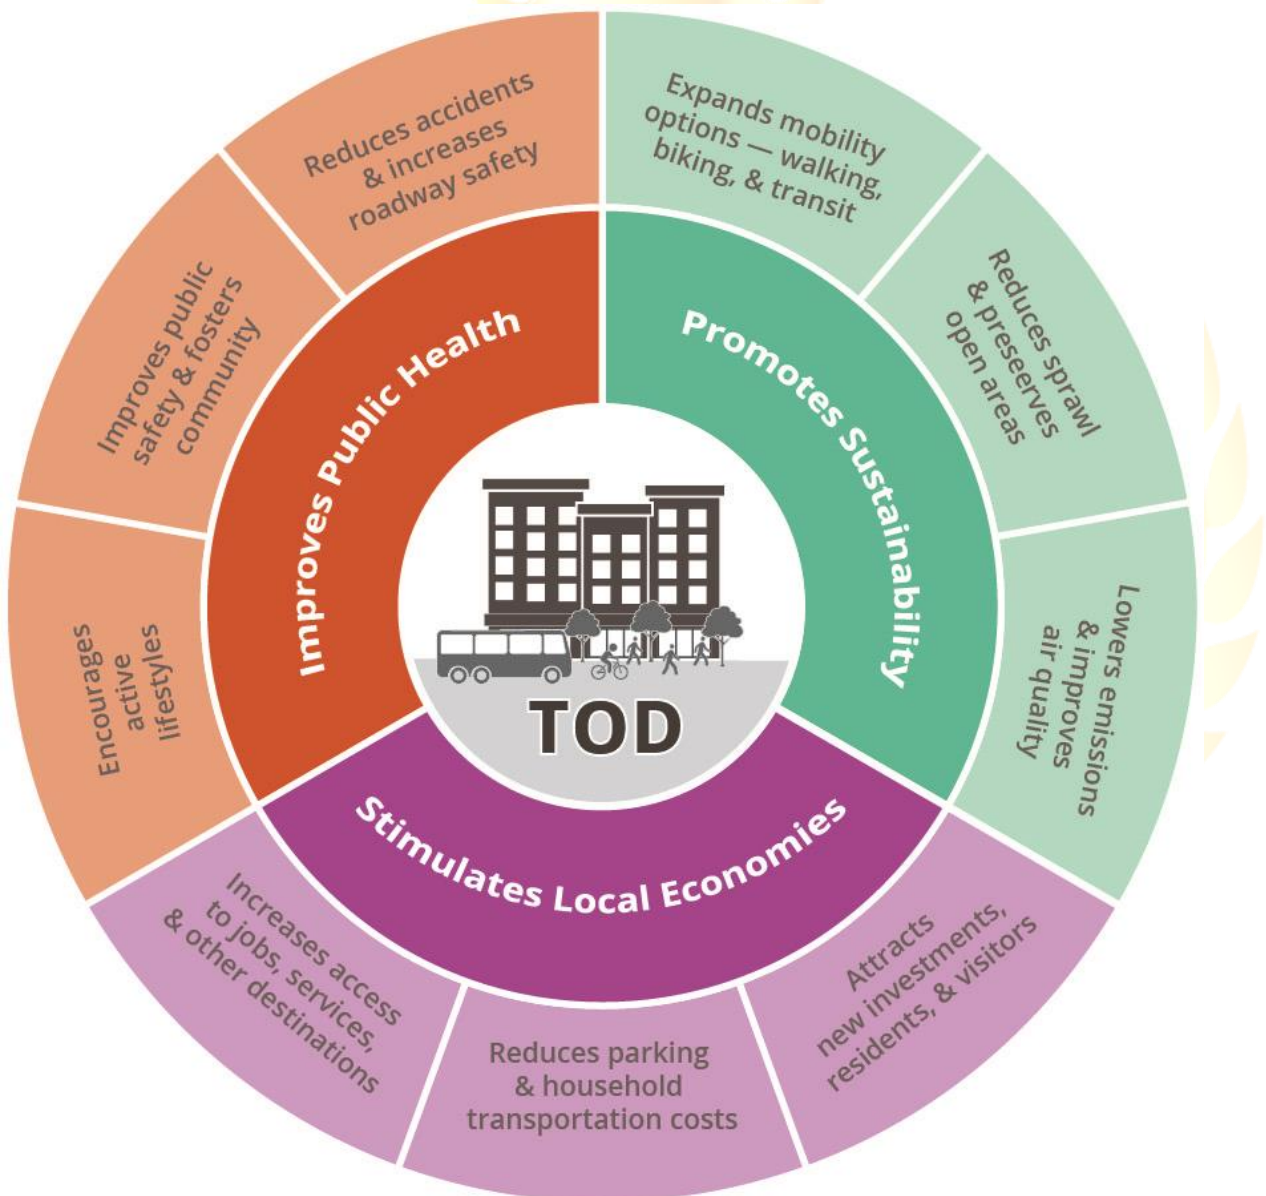 Reduces accidents
& increases
roadway safety
Expands mobility
options — walking,
biking, & transit
Improves public
safety & fosters
community
Reduces sprawl
& preseerves
open areas
Improves Public Health
Promotes Sustainability
Encourages
active
lifestyles
Lowers emissions
& improves
air quality
TOD
Stimulates Local Economies
Increases access
to jobs, services,
& other destinations
Reduces parking
& household
transportation costs
Attracts
new investments,
residents, & visitors